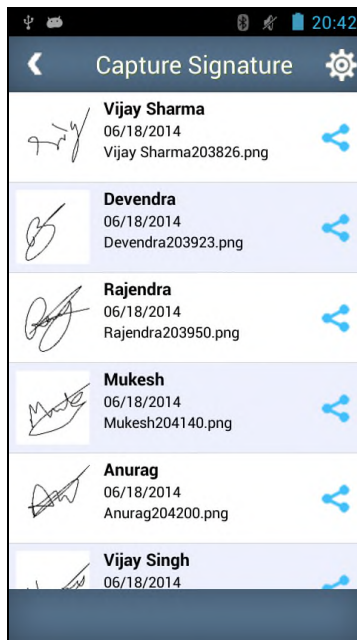 20:42
Capture Signature
Vijay Sharma
06/18/2014
Vijay Sharma203826.png
Devendra
06/18/2014
Devendra203923.png
Rajendra
06/18/2014
Rajendra203950.png
Mukesh
06/18/2014
Mukesh204140.png
Anurag
06/18/2014
Anurag204200.png
Vijay Singh
06/18/2014